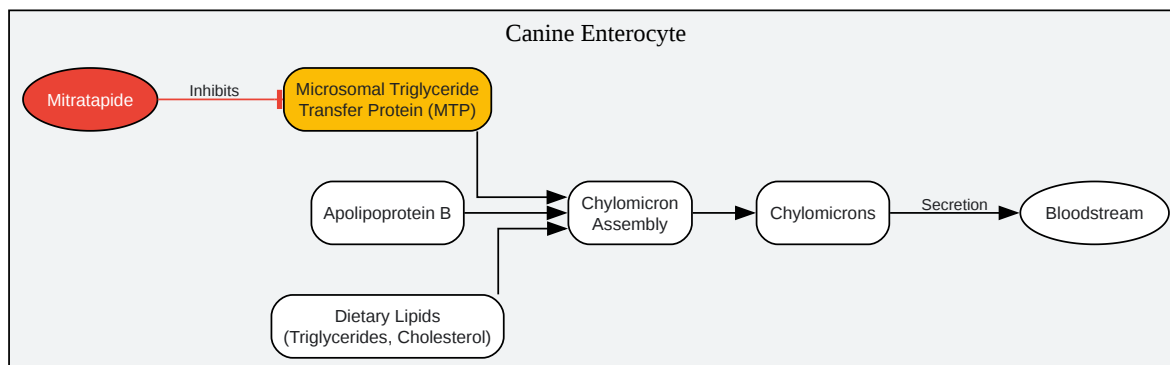 Canine Enterocyte
Mitratapide
Inhibits
Microsomal Triglyceride
Transfer Protein (MTP)
Apolipoprotein B
Chylomicron
Assembly
Chylomicrons
Secretion
Bloodstream
Dietary Lipids
(Triglycerides, Cholesterol)